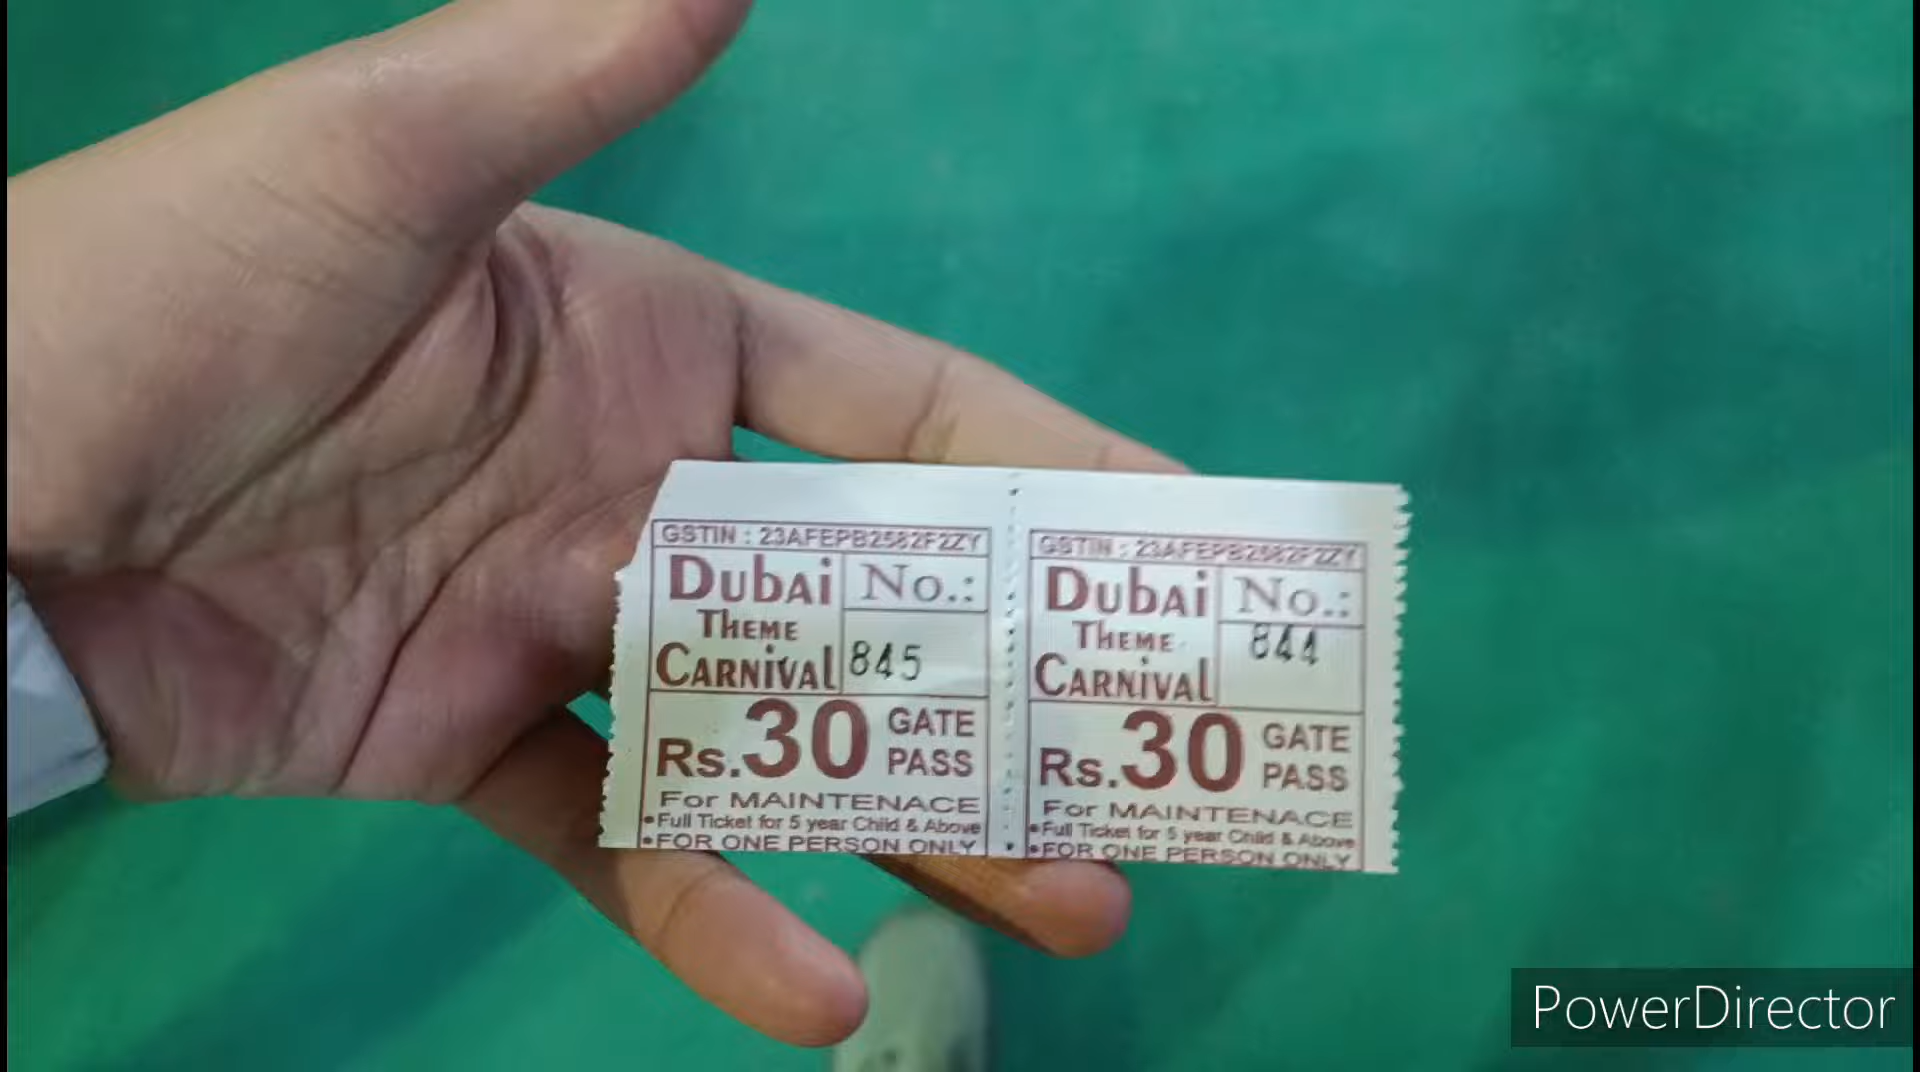 GSTIN : 23AFEPB2582F2ZY
Dubai
Theme
Carnival
No.:
845
Rs.30
GATE
PASS
For MAINTENACE
•Full Ticket for 5 year Child & Above
•FOR ONE PERSON ONLY
GSTIN : 23AFEPB2582F2ZY
Dubai
Theme
Carnival
No.:
844
Rs.30
GATE
PASS
For MAINTENACE
•Full Ticket for 5 year Child & Above
•FOR ONE PERSON ONLY
PowerDirector